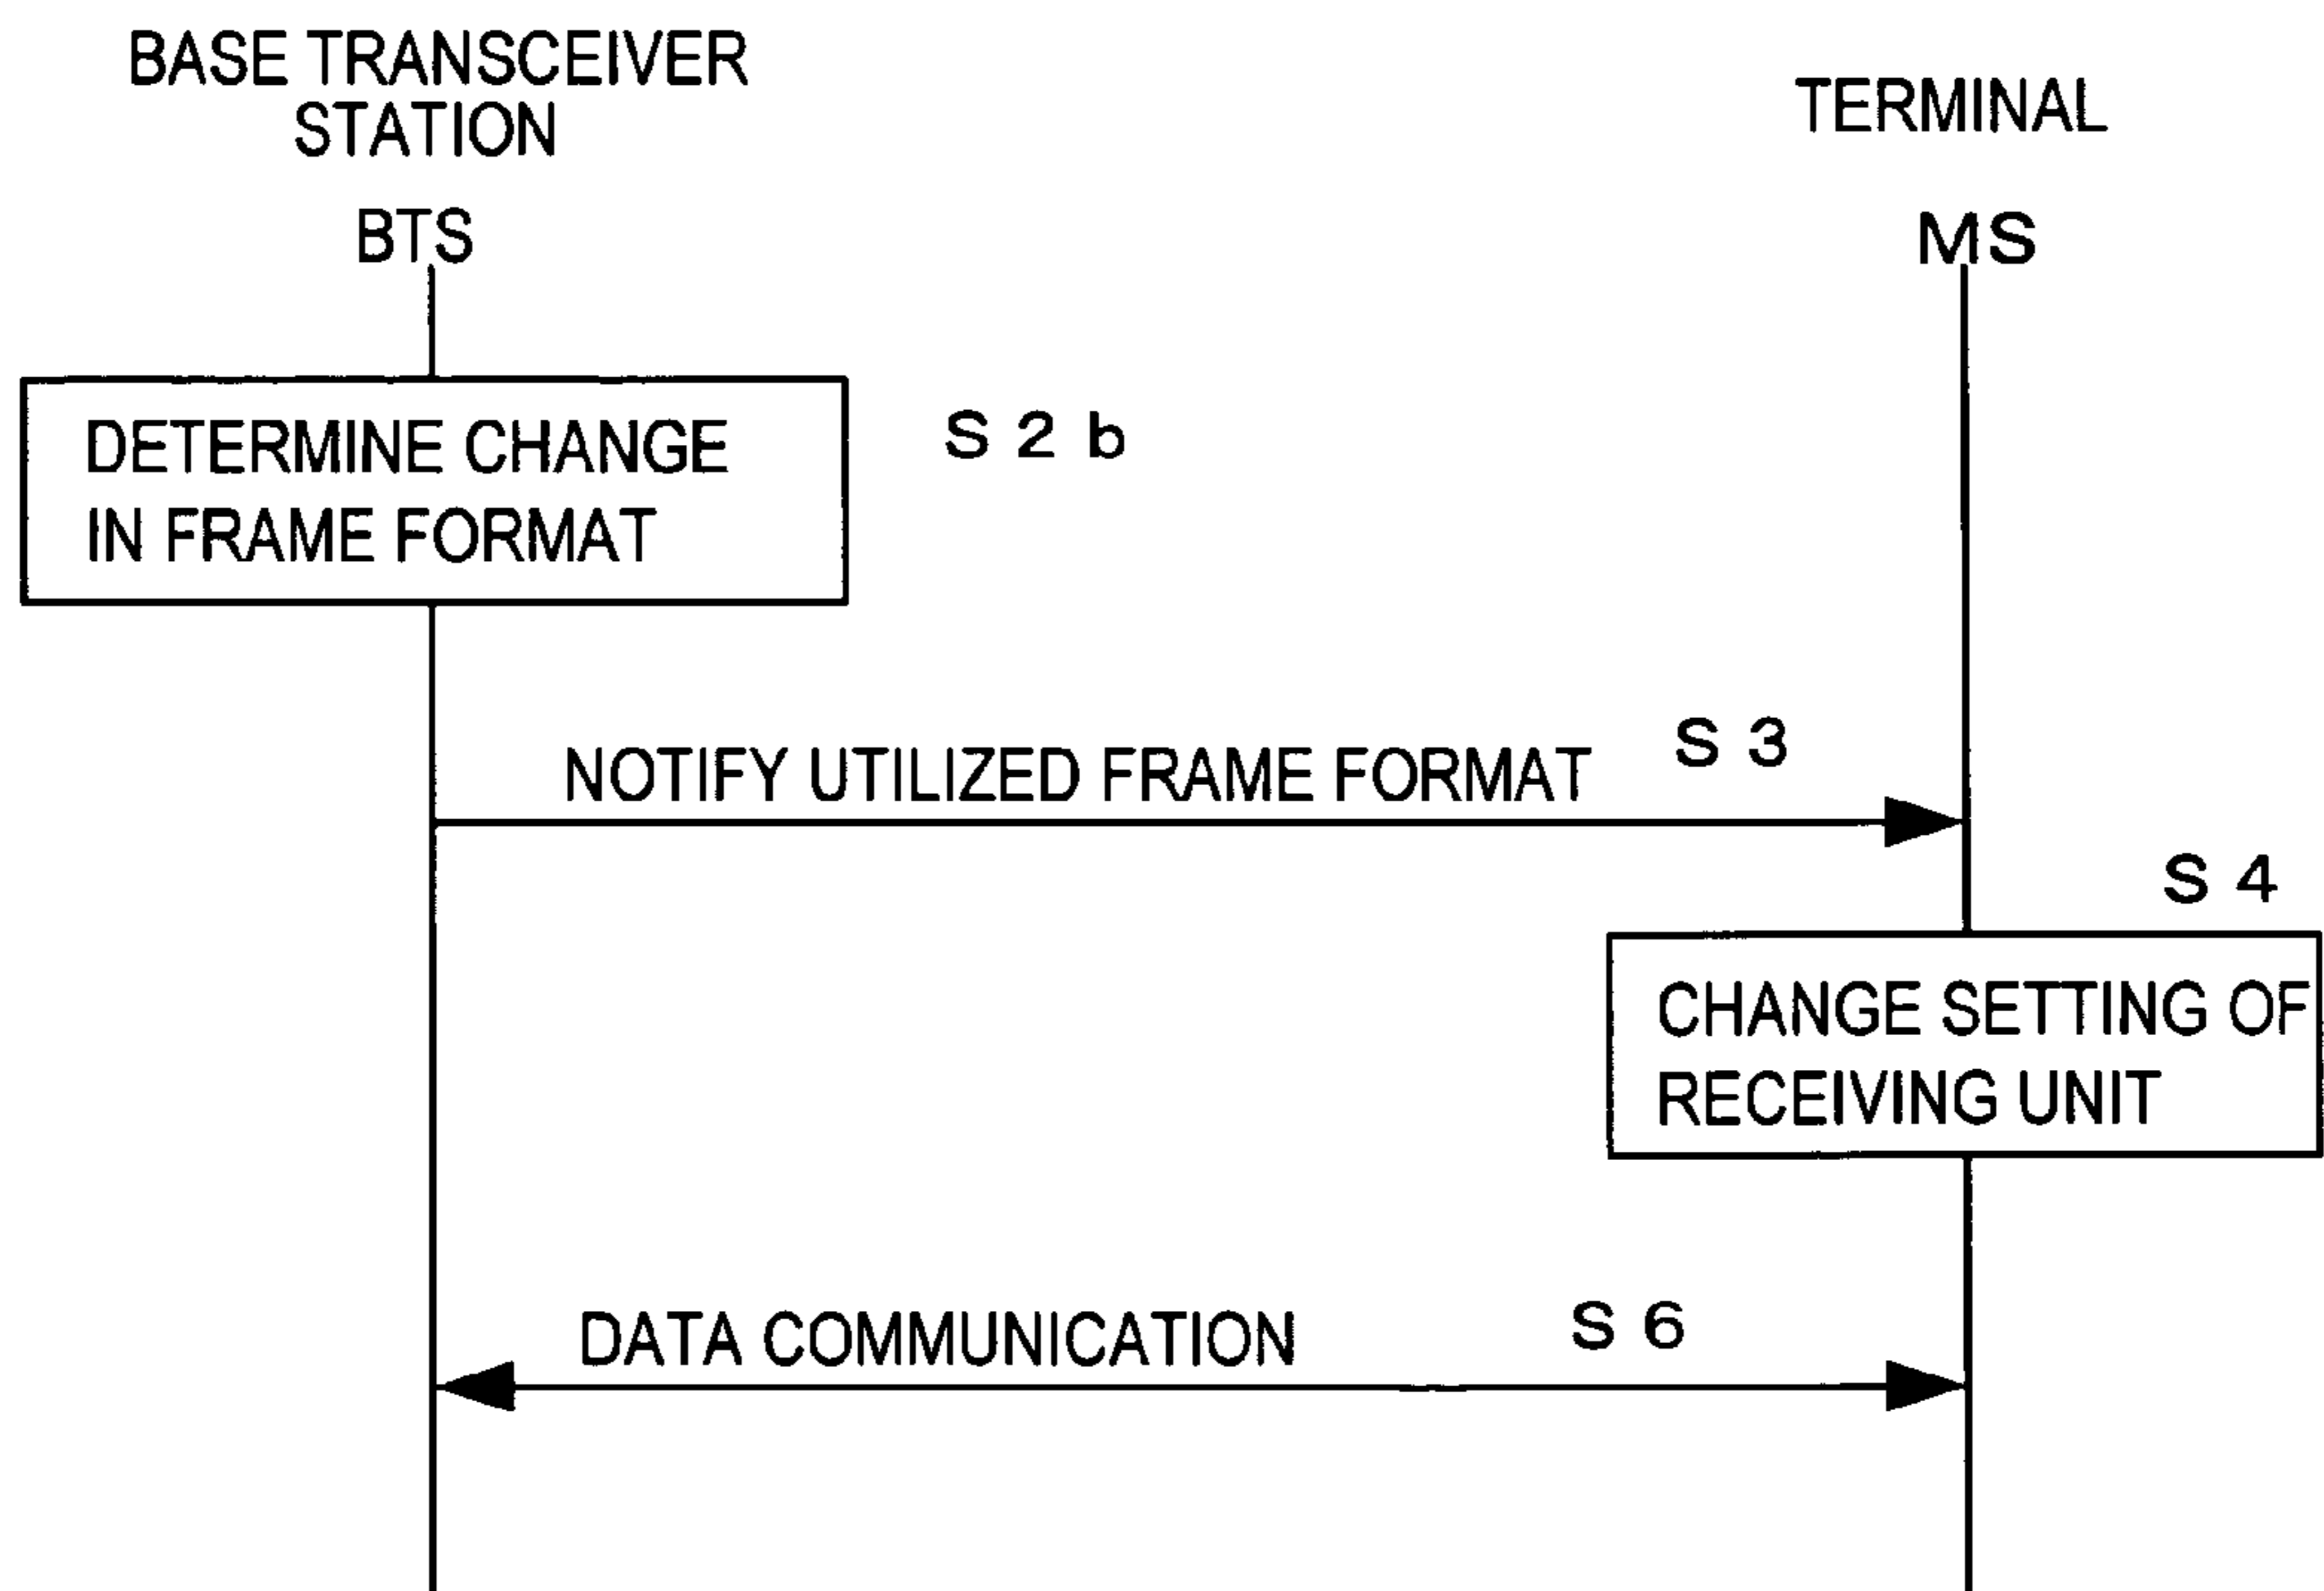 BASE TRANSCEIVER
STATION
BTS
TERMINAL
MS
DETERMINE CHANGE
IN FRAME FORMAT
S 2 b
NOTIFY UTILIZED FRAME FORMAT
S 3
S 4
CHANGE SETTING OF
RECEIVING UNIT
DATA COMMUNICATION
S 6